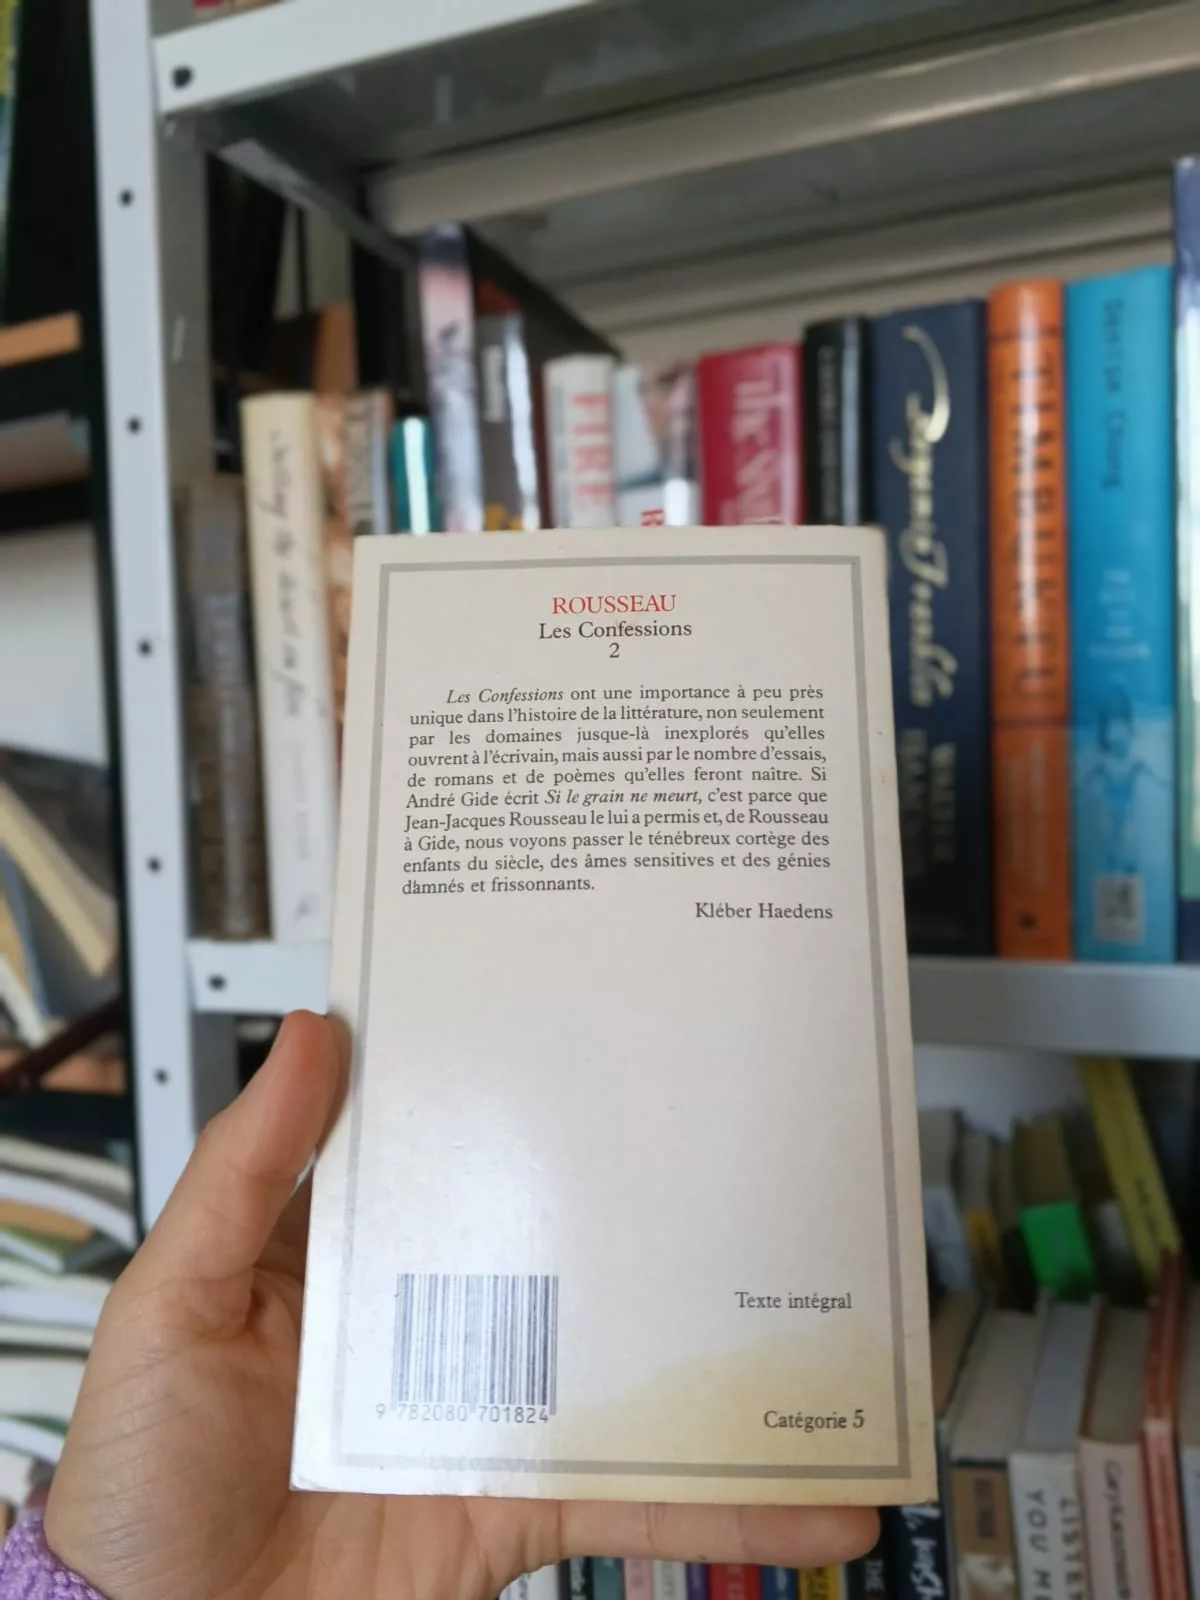 ROUSSEAU
Les Confessions
2
Les Confessions ont une importance à peu près
unique dans l'histoire de la littérature, non seulement
par les domaines jusque-là inexplorés qu'elles
ouvrent à l'écrivain, mais aussi par le nombre d'essais,
de romans et de poèmes qu'elles feront naître. Si
André Gide écrit Si le grain ne meurt, c'est parce que
Jean-Jacques Rousseau le lui a permis et, de Rousseau
à Gide, nous voyons passer le ténébreux cortège des
enfants du siècle, des âmes sensitives et des génies
damnés et frissonnants.
Kléber Haedens
Texte intégral
9 782080 701824
Catégorie 5
FIRE
TIMBUKTU
YOU